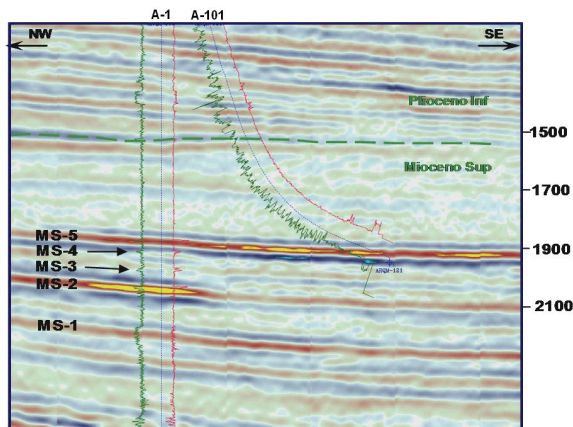 A-1 A-101
NW SE
Plioceno Inf
1500
Mioceno Sup
1700
MS-5
1900
MS-4
MS-3
MS-2
2100
MS-1